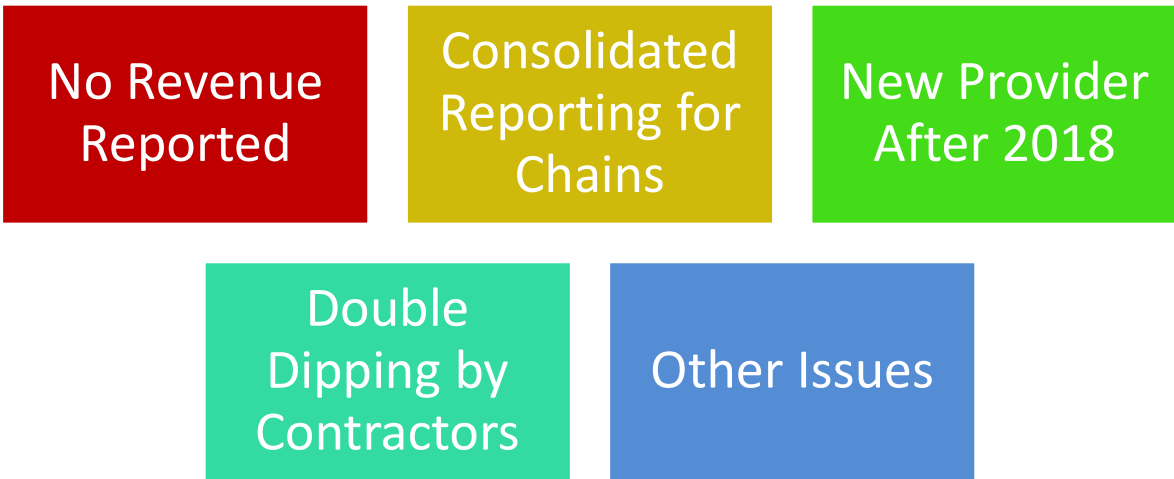 No Revenue
Reported
Consolidated
Reporting for
Chains
New Provider
After 2018
Double
Dipping by
Contractors
Other Issues